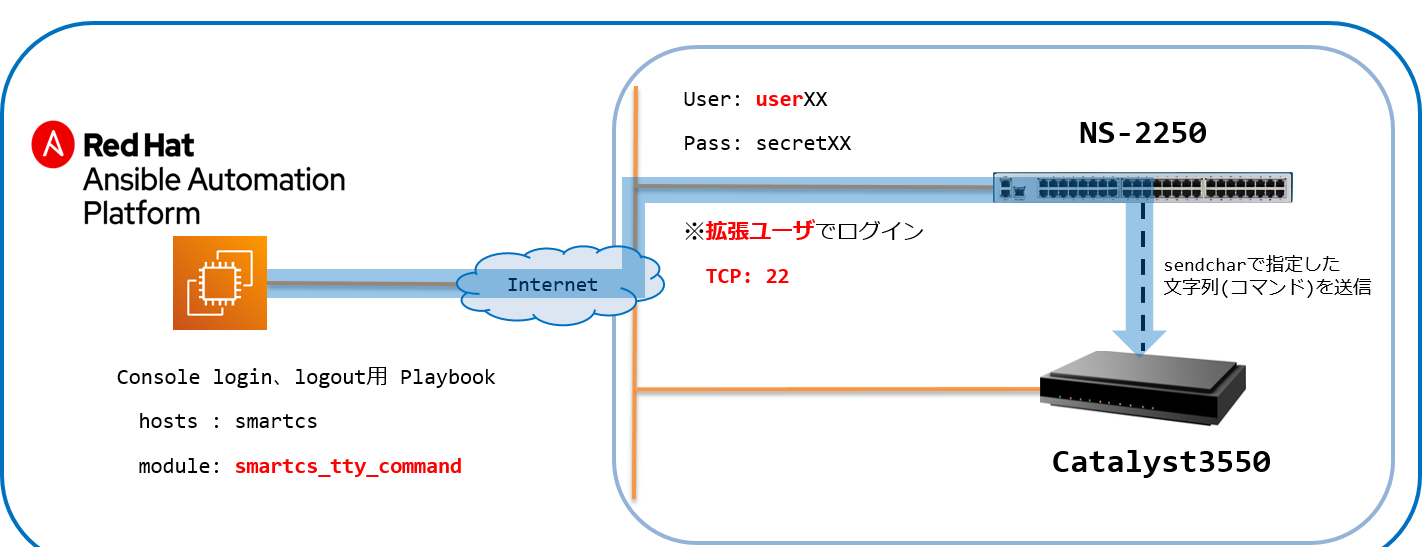 Red Hat
Ansible Automation
Platform
User: userXX
Pass: secretXX
NS-2250
※拡張ユーザでログイン
TCP: 22
Internet
sendcharで指定した
文字列(コマンド)を送信
Console login、logout用 Playbook
hosts : smartcs
module: smartcs_tty_command
Catalyst3550